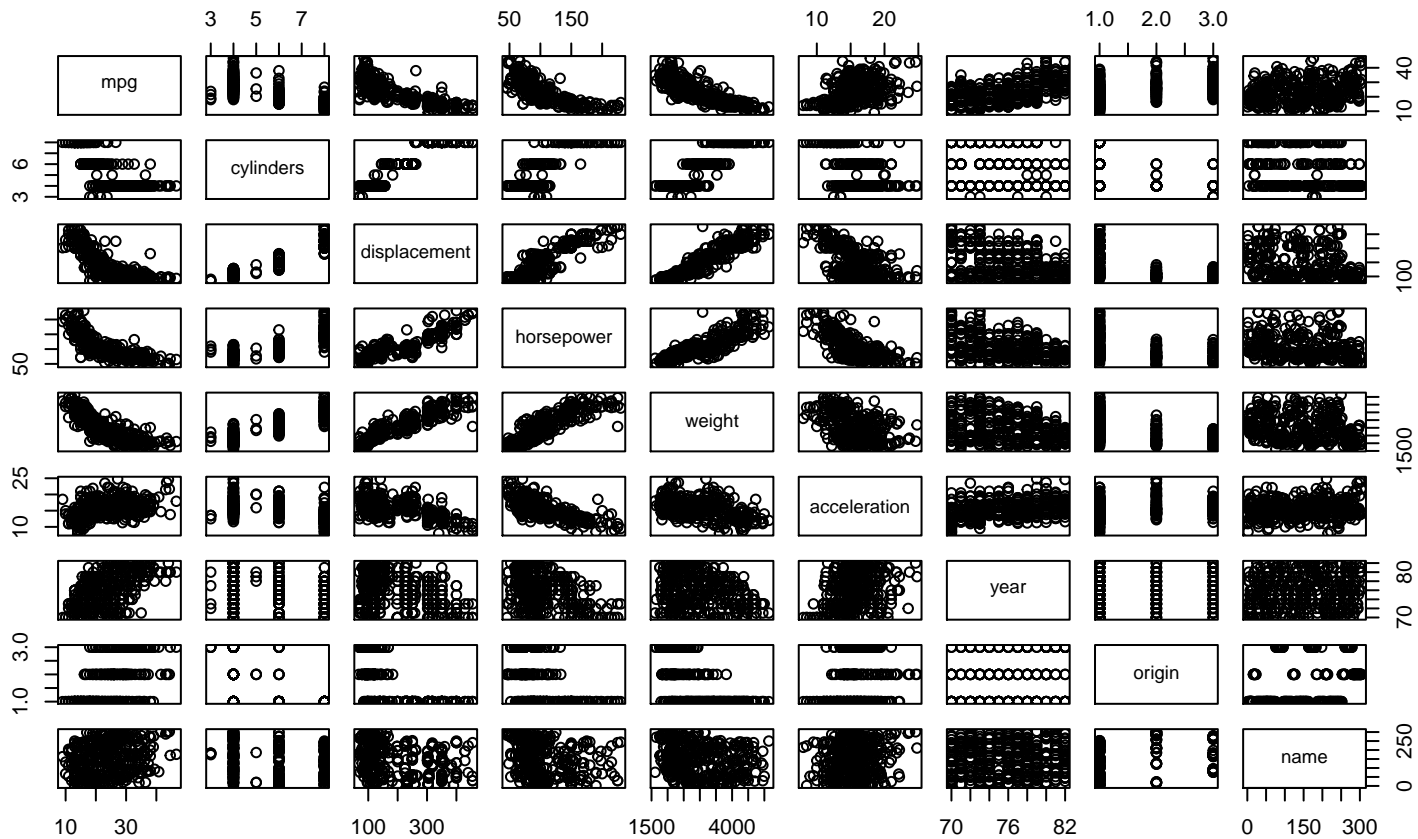 3 5 7 50 150 10 20 1.0 2.0 3.0
mpg 10 40
3 6 cylinders
displacement 100
50 horsepower
weight 1500
10 25 acceleration
year 70 80
1.0 3.0 origin
name 0 250
10 30 100 300 1500 4000 70 76 82 0 150 300